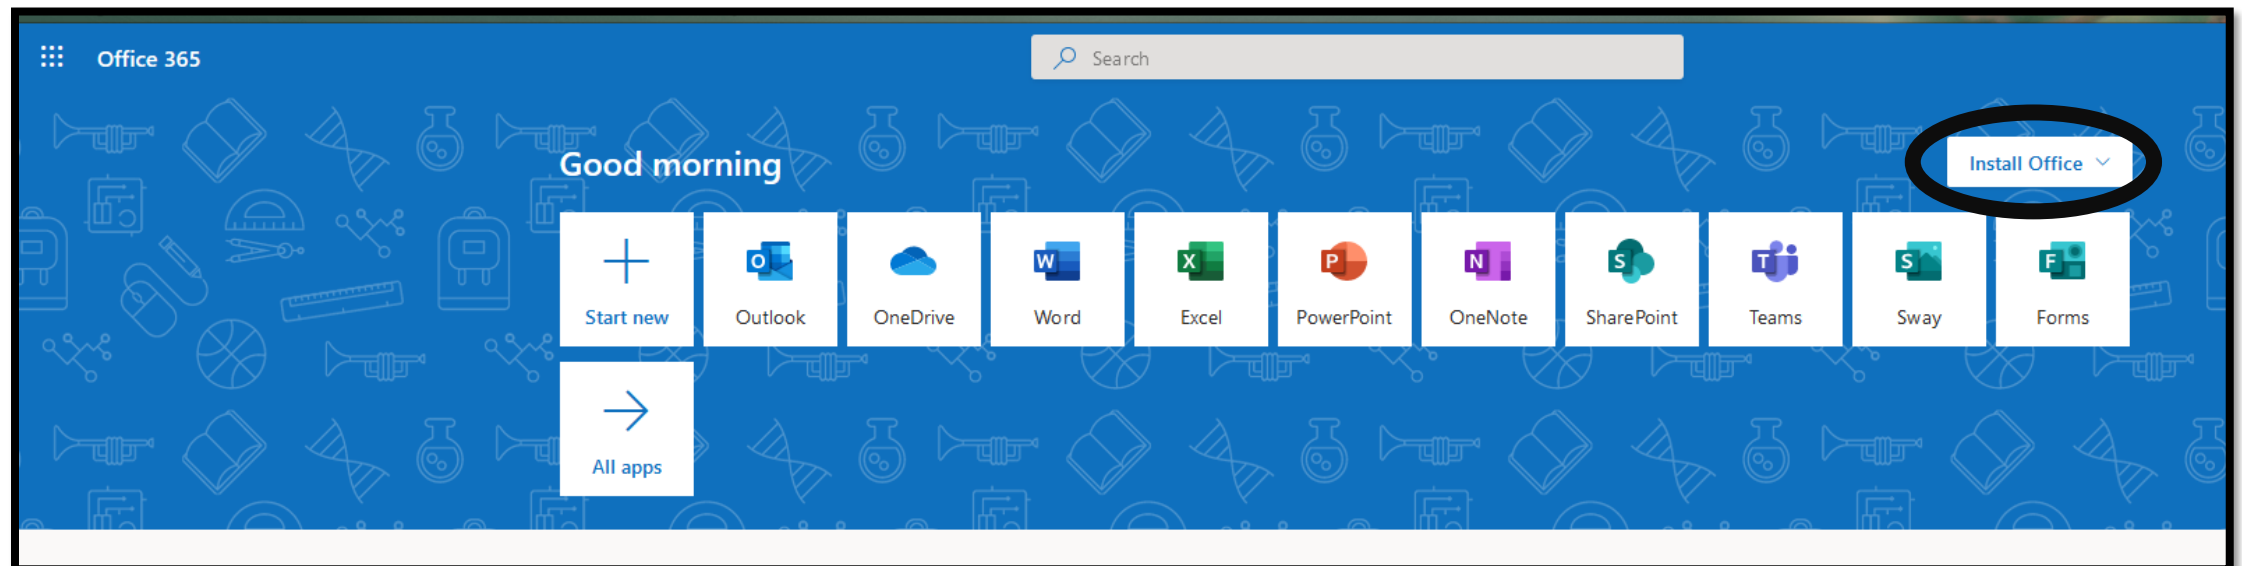 Office 365
Search
Good morning
Install Office
Start new
Outlook
OneDrive
Word
Excel
PowerPoint
OneNote
SharePoint
Teams
Sway
Forms
All apps